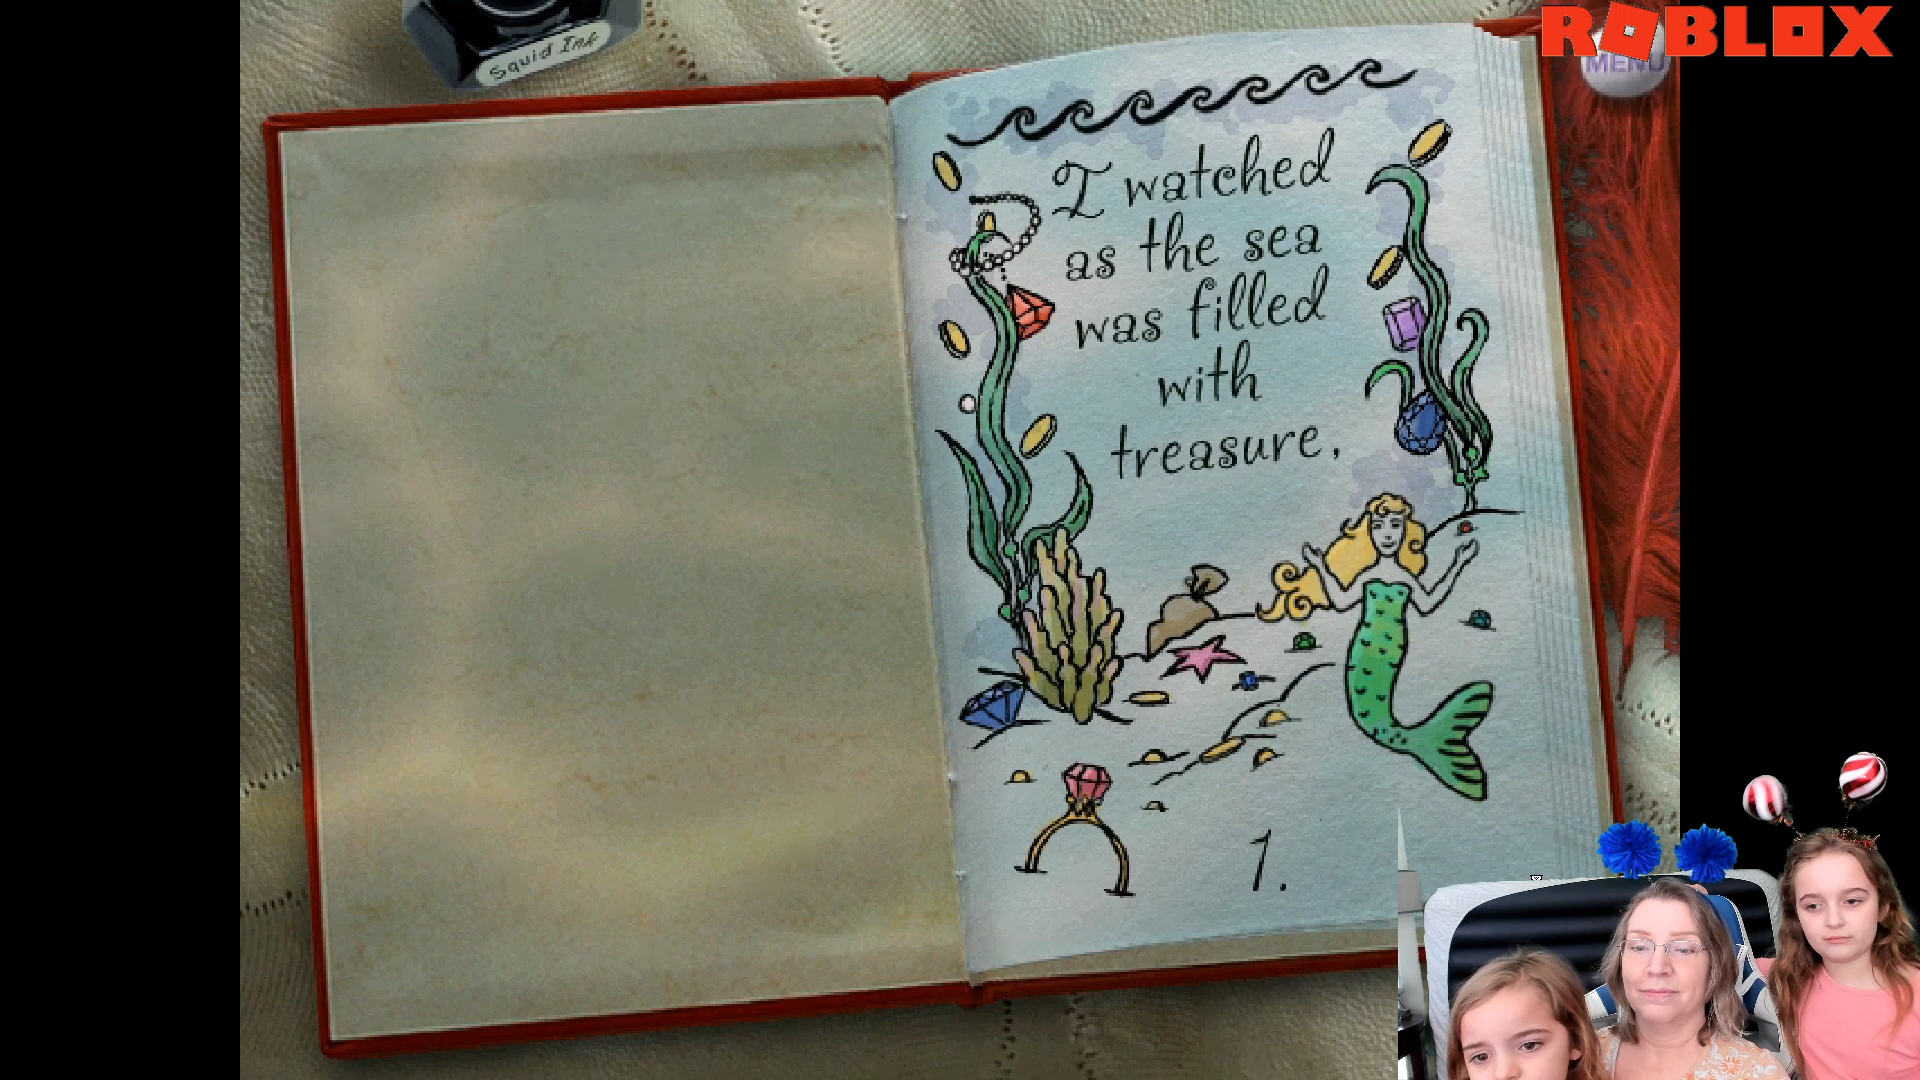 Squid Ink
ROBLOX
MENU
I watched
as the sea
was filled
with
treasure,
1.